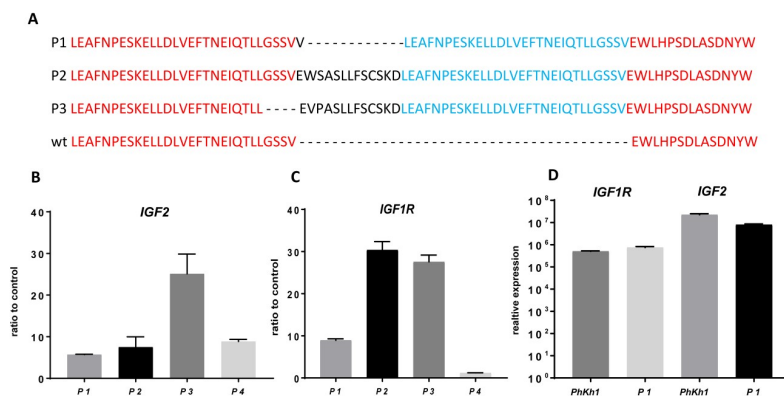 A
P1 LEAFNPESKELLDLVEFTNEIQTLLGSSVV - - - - - - - - - - - - LEAFNPESKELLDLVEFTNEIQTLLGSSVEWLHPSDLASDNYW
P2 LEAFNPESKELLDLVEFTNEIQTLLGSSVEWSASLLFSCSKDLEAFNPESKELLDLVEFTNEIQTLLGSSVEWLHPSDLASDNYW
P3 LEAFNPESKELLDLVEFTNEIQTLL - - - - EVPASLLFSCSKDLEAFNPESKELLDLVEFTNEIQTLLGSSVEWLHPSDLASDNYW
wt LEAFNPESKELLDLVEFTNEIQTLLGSSV- - - - - - - - - - - - - - - - - - - - - - - - - - - - - - - - - - - - - - - - - EWLHPSDLASDNYW
B
IGF2
ratio to control
40
30
20
10
0
P 1 P 2 P 3 P 4
C
IGF1R
ratio to control
40
30
20
10
0
P 1 P 2 P 3 P 4
D
IGF1R IGF2
realtive expression
10⁸
10⁷
10⁶
10⁵
10⁴
10³
10²
10¹
10⁰
PhKh1 P 1 PhKh1 P 1